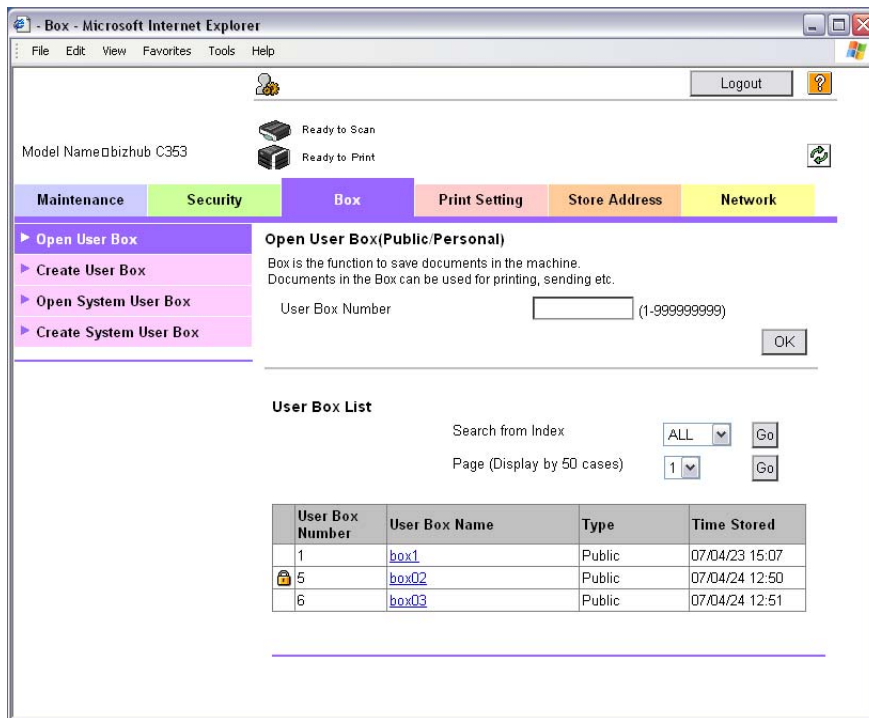 - Box - Microsoft Internet Explorer
File Edit View Favorites Tools Help
Logout
?
Ready to Scan
Model Name□bizhub C353
Ready to Print
Maintenance Security Box Print Setting Store Address Network
Open User Box
Create User Box
Open System User Box
Create System User Box
Open User Box(Public/Personal)
Box is the function to save documents in the machine.
Documents in the Box can be used for printing, sending etc.
User Box Number (1-999999999)
OK
User Box List
Search from Index ALL Go
Page (Display by 50 cases) 1 Go
User Box Number User Box Name Type Time Stored
1 box1 Public 07/04/23 15:07
5 box02 Public 07/04/24 12:50
6 box03 Public 07/04/24 12:51